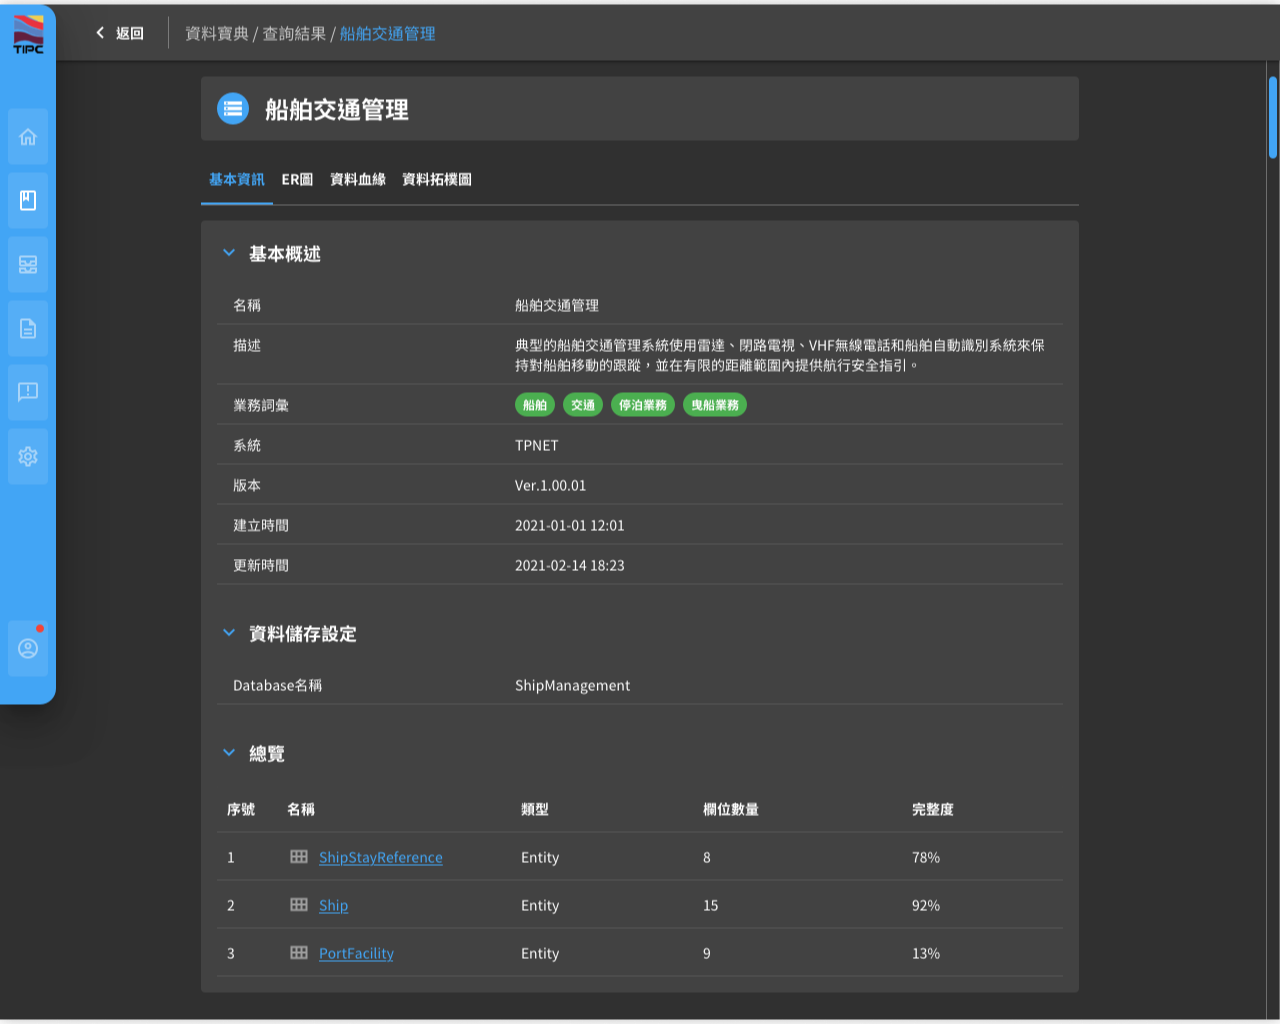 TIPC
返回
資料寶典 / 查詢結果 / 船舶交通管理
船舶交通管理
基本資訊 ER圖 資料血緣 資料拓樸圖
基本概述
名稱 船舶交通管理
描述 典型的船舶交通管理系統使用雷達、閉路電視、VHF無線電話和船舶自動識別系統來保
持對船舶移動的跟蹤，並在有限的距離範圍內提供航行安全指引。
業務詞彙 船舶 交通 停泊業務 曳船業務
系統 TPNET
版本 Ver.1.00.01
建立時間 2021-01-01 12:01
更新時間 2021-02-14 18:23
資料儲存設定
Database名稱 ShipManagement
總覽
序號 名稱 類型 欄位數量 完整度
1 ShipStayReference Entity 8 78%
2 Ship Entity 15 92%
3 PortFacility Entity 9 13%